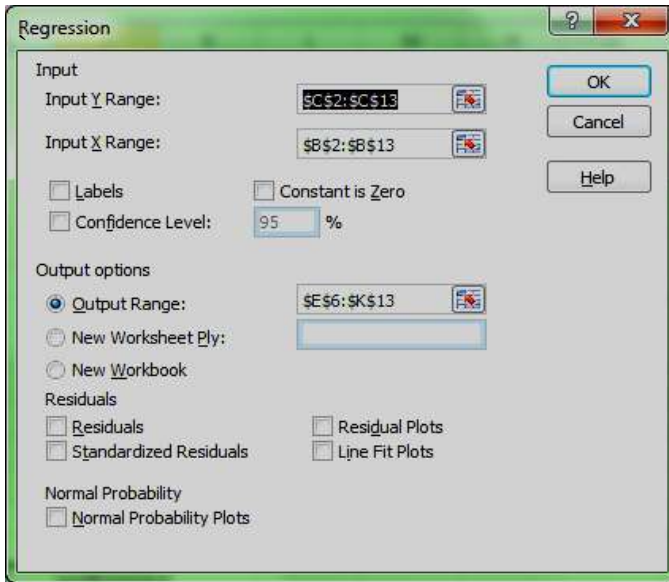 Regression
Input
Input Y Range: $C$2:$C$13
Input X Range: $B$2:$B$13
Labels Constant is Zero
Confidence Level: 95 %
OK
Cancel
Help
Output options
Output Range: $E$6:$K$13
New Worksheet Ply:
New Workbook
Residuals
Residuals Residual Plots
Standardized Residuals Line Fit Plots
Normal Probability
Normal Probability Plots